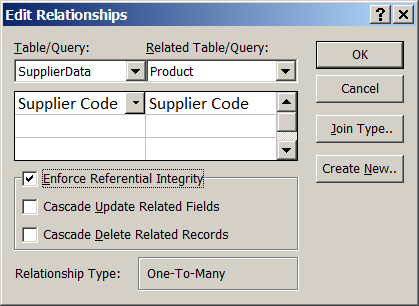 Edit Relationships
Table/Query: Related Table/Query:
SupplierData Product
Supplier Code Supplier Code
Enforce Referential Integrity
Cascade Update Related Fields
Cascade Delete Related Records
Relationship Type: One-To-Many
OK
Cancel
Join Type..
Create New..